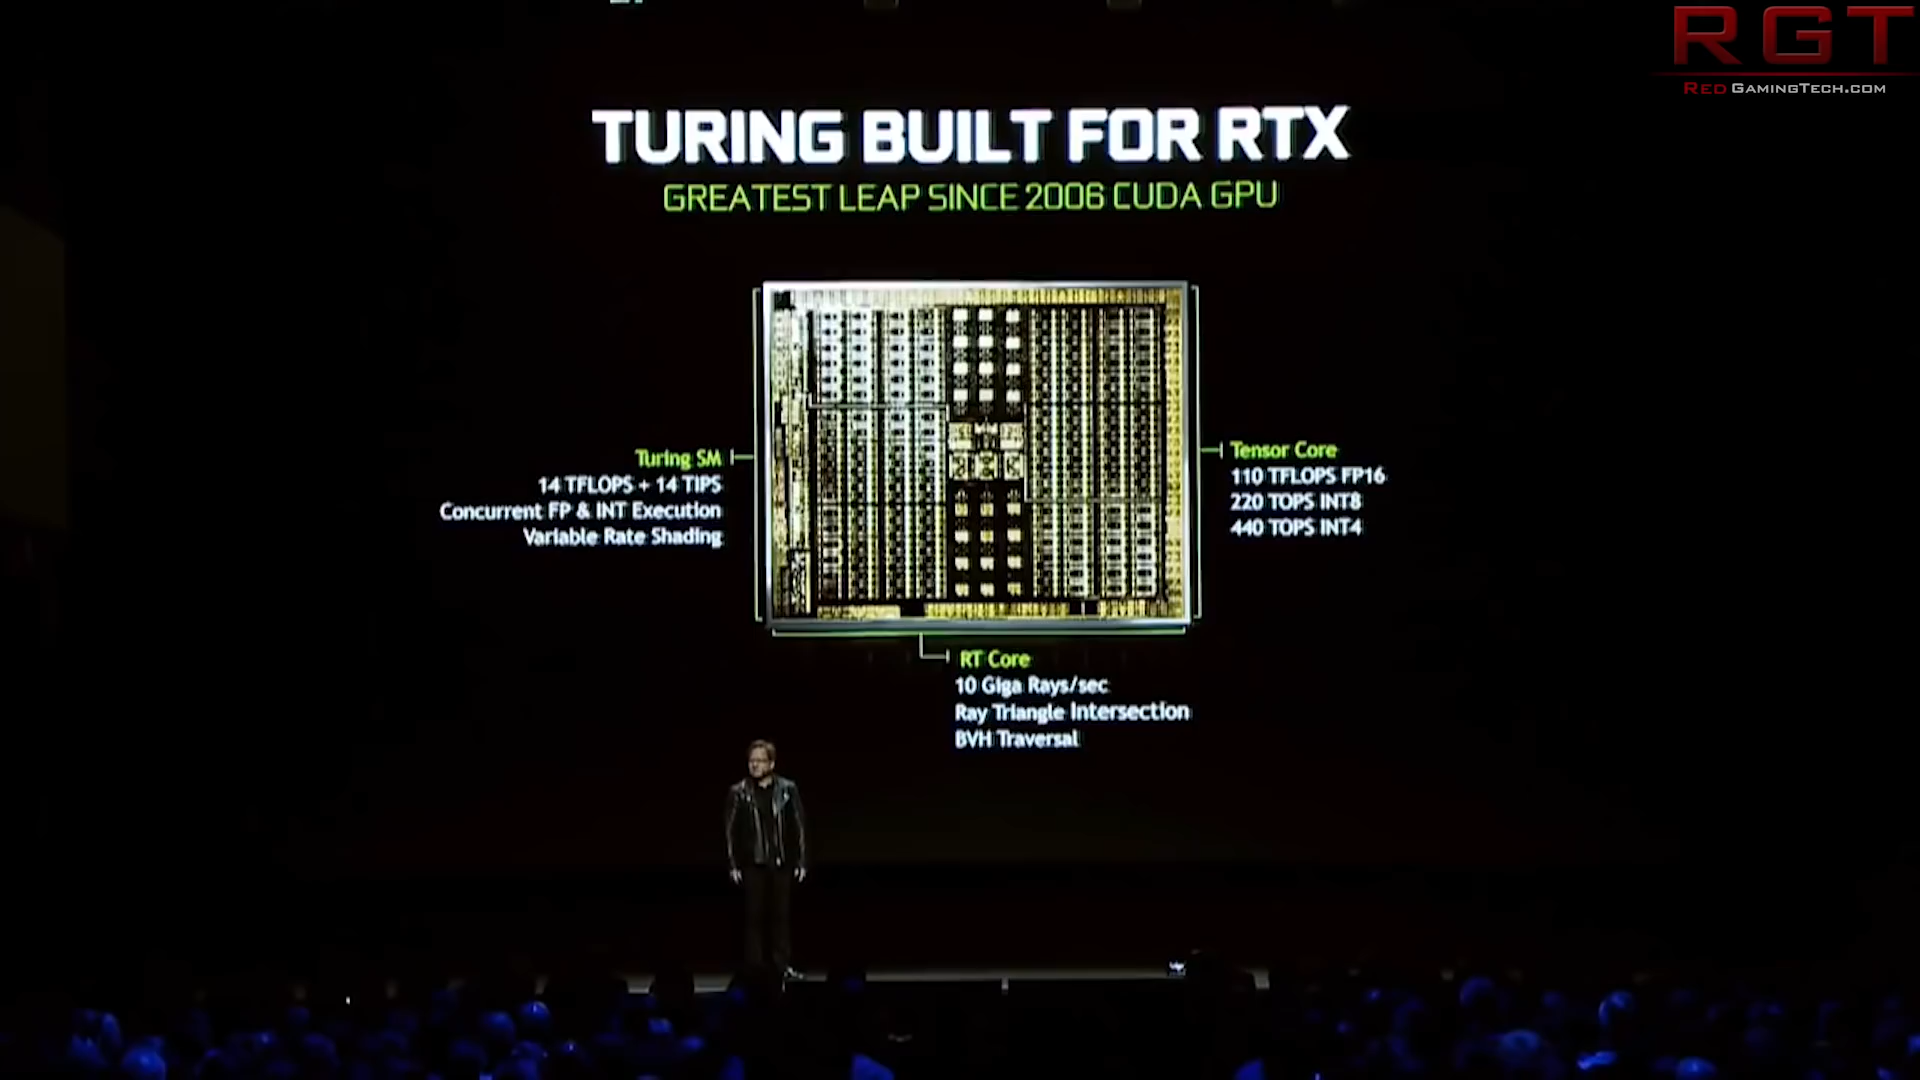 RGT
RedGamingTech.com
TURING BUILT FOR RTX
GREATEST LEAP SINCE 2006 CUDA GPU
Turing SM
14 TFLOPS + 14 TIPS
Concurrent FP & INT Execution
Variable Rate Shading
Tensor Core
110 TFLOPS FP16
220 TOPS INT8
440 TOPS INT4
RT Core
10 Giga Rays/sec
Ray Triangle Intersection
BVH Traversal